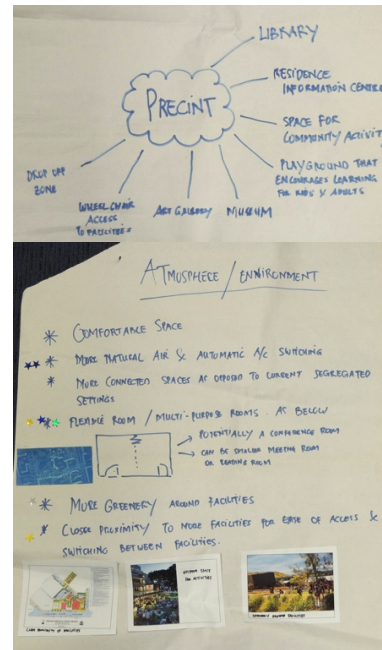 LIBRARY
RESIDENCE
INFORMATION CENTRE
PRECINT
SPACE FOR
COMMUNITY ACTIVIT
PLAYGROUND THAT
ENCOURAGES LEARNING
FOR KIDS & ADULTS
DROP OFF
ZONE
WHEEL CHAIR
ACCESS
TO FACILITIES
ART GALLERY
MUSEUM
ATMUSPHERE / ENVIRONMENT
* COMFORTABLE SPACE
* MORE NATURAL AIR & AUTOMATIC A/C SWITCHING
* MORE CONNECTED SPACES AS OPPOSED TO CURRENT SEGREGATED
SETTINGS
* FLEXIBLE ROOM / MULTI-PURPOSE ROOMS. AS BELOW
POTENTIALLY A CONFERENCE ROOM
CAN BE SMALLER MEETING ROOM
OR READING ROOM
* MORE GREENERY AROUND FACILITIES
* CLOSER PROXIMITY TO MORE FACILITIES FOR EASE OF ACCESS &
SWITCHING BETWEEN FACILITIES.
FOR ACTIVITIES